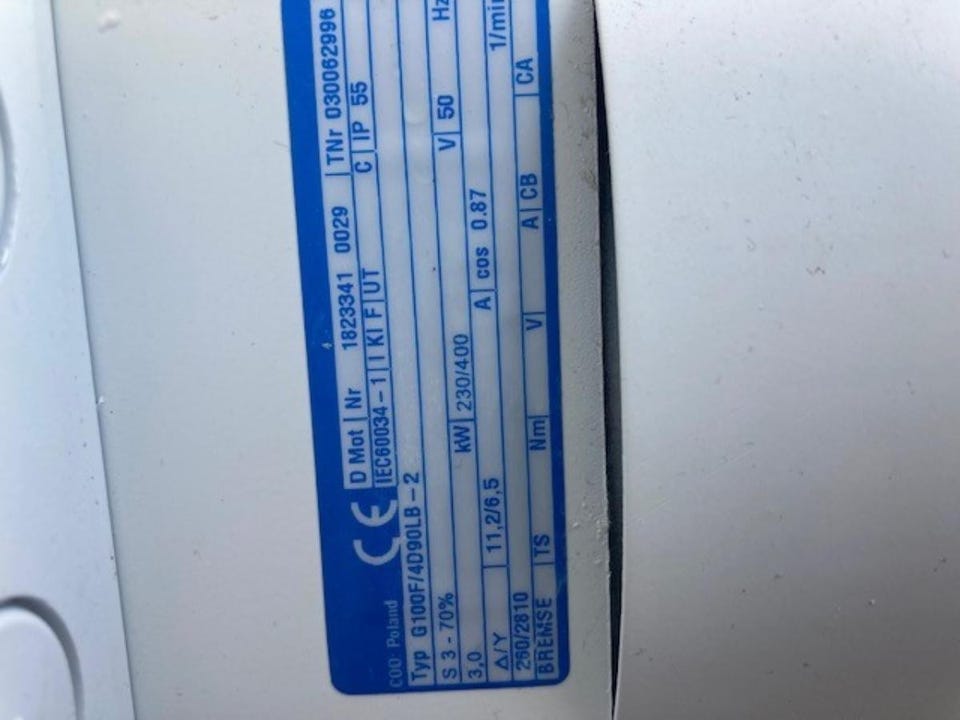 CE D Mot | Nr 1823341 0029 | TNr 030062996
COO: Poland IEC60034-1 | I KI F | UT C | IP 55
Typ G100F/4D90LB-2
S 3 - 70%
3,0 kW | 230/400 V | 50 Hz
Δ/Y | 11,2/6,5 A | cos 0.87
260/2810 1/min
BREMSE | TS Nm | V | A | CB CA